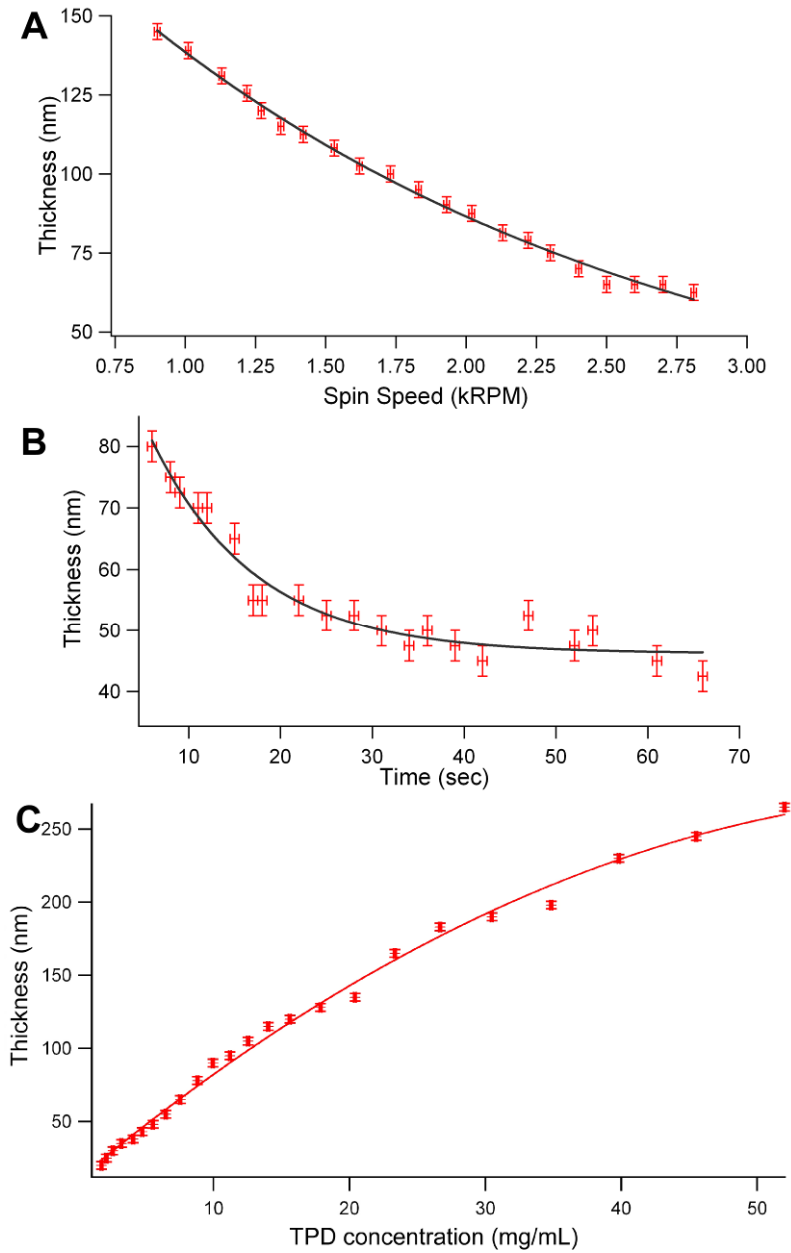 A
150
125
100
75
50
Thickness (nm)
0.75 1.00 1.25 1.50 1.75 2.00 2.25 2.50 2.75 3.00
Spin Speed (kRPM)
B
80
70
60
50
40
Thickness (nm)
10 20 30 40 50 60 70
Time (sec)
C
250
200
150
100
50
Thickness (nm)
10 20 30 40 50
TPD concentration (mg/mL)